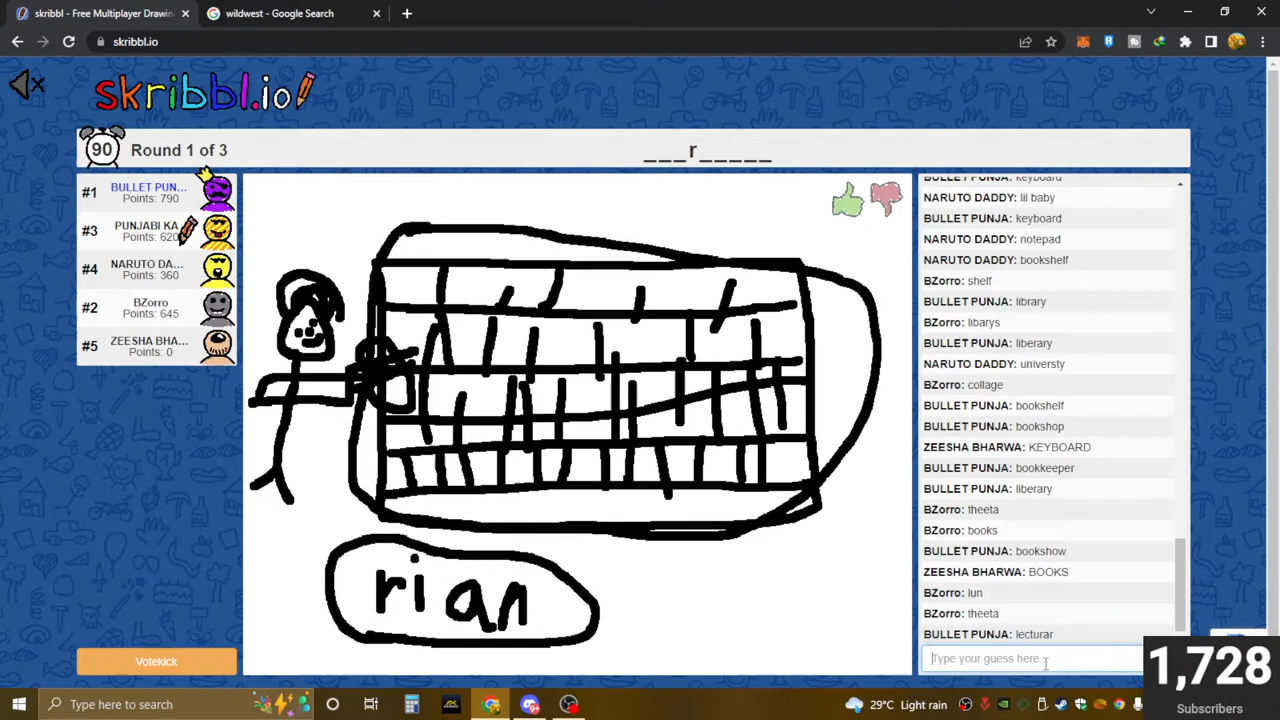 skribbl - Free Multiplayer Drawin
wildwest - Google Search
skribbl.io
skribbl.io
90
Round 1 of 3
___r_____
#1
BULLET PUN...
Points: 790
#3
PUNJABI KA
Points: 620
#4
NARUTO DA...
Points: 360
#2
BZorro
Points: 645
#5
ZEESHA BHA...
Points: 0
Votekick
rian
BULLET PUNJA: keyboard
NARUTO DADDY: lil baby
BULLET PUNJA: keyboard
NARUTO DADDY: notepad
NARUTO DADDY: bookshelf
BZorro: shelf
BULLET PUNJA: library
BZorro: libarys
BULLET PUNJA: liberary
NARUTO DADDY: universty
BZorro: collage
BULLET PUNJA: bookshelf
BULLET PUNJA: bookshop
ZEESHA BHARWA: KEYBOARD
BULLET PUNJA: bookkeeper
BULLET PUNJA: liberary
BZorro: theeta
BZorro: books
BULLET PUNJA: bookshow
ZEESHA BHARWA: BOOKS
BZorro: lun
BZorro: theeta
BULLET PUNJA: lecturar
Type your guess here...
1,728
Subscribers
Type here to search
29°C Light rain